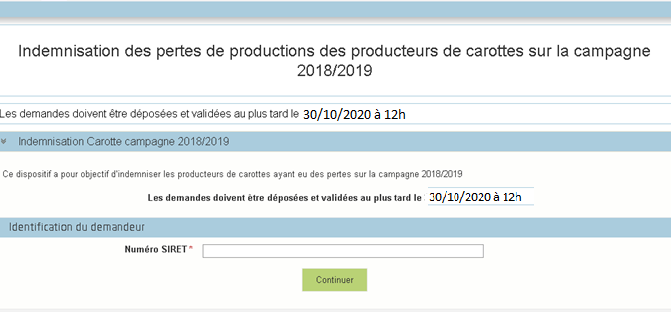 Indemnisation des pertes de productions des producteurs de carottes sur la campagne
2018/2019
Les demandes doivent être déposées et validées au plus tard le 30/10/2020 à 12h
Indemnisation Carotte campagne 2018/2019
Ce dispositif a pour objectif d'indemniser les producteurs de carottes ayant eu des pertes sur la campagne 2018/2019
Les demandes doivent être déposées et validées au plus tard le 30/10/2020 à 12h
Identification du demandeur
Numéro SIRET *
Continuer